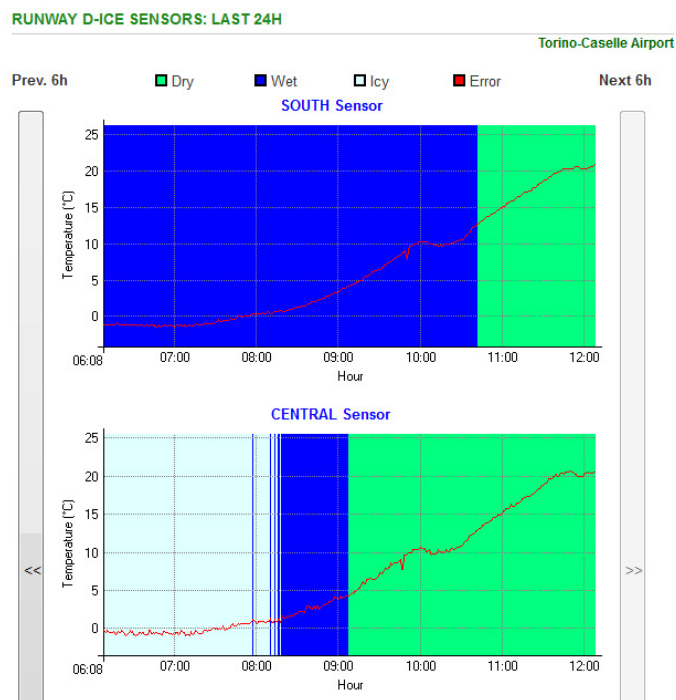 RUNWAY D-ICE SENSORS: LAST 24H
Torino-Caselle Airport
Prev. 6h Dry Wet Icy Error Next 6h
SOUTH Sensor
25
20
15
10
5
0
Temperature (°C)
06:08 07:00 08:00 09:00 10:00 11:00 12:00
Hour
CENTRAL Sensor
25
20
15
10
5
0
Temperature (°C)
<< >>
06:08 07:00 08:00 09:00 10:00 11:00 12:00
Hour